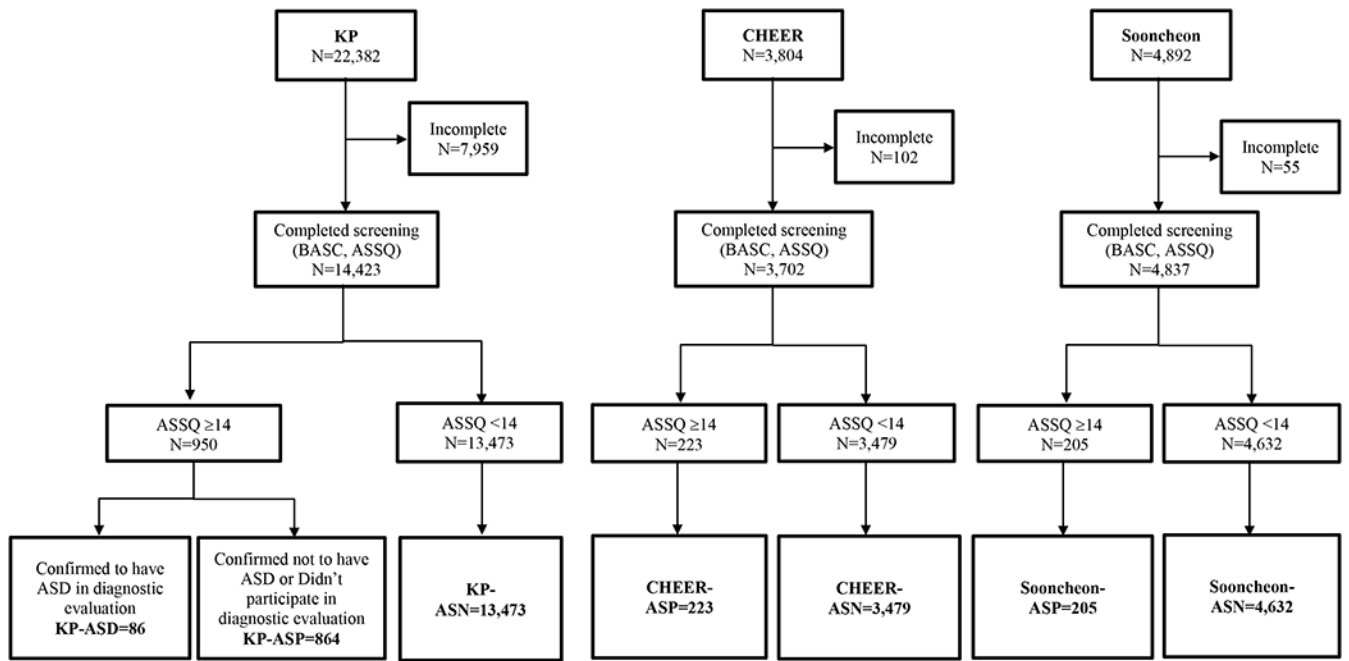 KP
N=22,382
CHEER
N=3,804
Sooncheon
N=4,892
Incomplete
N=7,959
Incomplete
N=102
Incomplete
N=55
Completed screening
(BASC, ASSQ)
N=14,423
Completed screening
(BASC, ASSQ)
N=3,702
Completed screening
(BASC, ASSQ)
N=4,837
ASSQ ≥14
N=950
ASSQ <14
N=13,473
ASSQ ≥14
N=223
ASSQ <14
N=3,479
ASSQ ≥14
N=205
ASSQ <14
N=4,632
Confirmed to have
ASD in diagnostic
evaluation
KP-ASD=86
Confirmed not to have
ASD or Didn't
participate in
diagnostic evaluation
KP-ASP=864
KP-
ASN=13,473
CHEER-
ASP=223
CHEER-
ASN=3,479
Sooncheon-
ASP=205
Sooncheon-
ASN=4,632